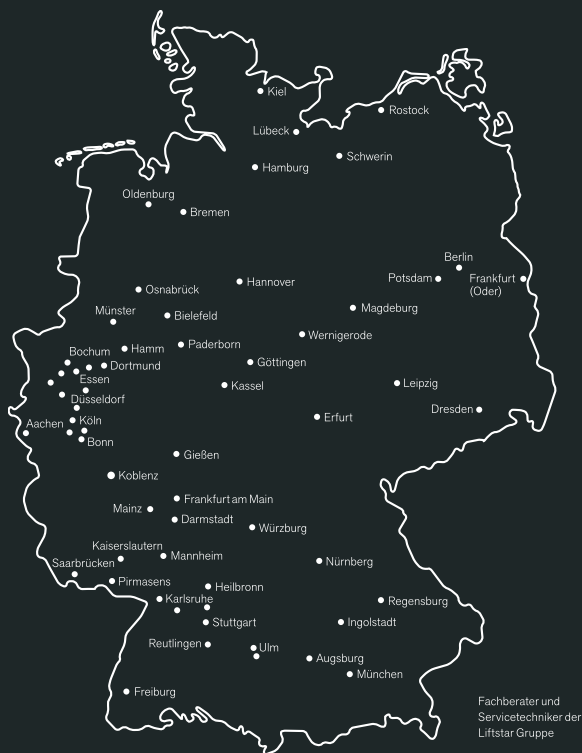 Kiel
Rostock
Lübeck
Schwerin
Hamburg
Oldenburg
Bremen
Berlin
Potsdam
Frankfurt
(Oder)
Hannover
Osnabrück
Magdeburg
Münster
Bielefeld
Wernigerode
Paderborn
Hamm
Bochum
Göttingen
Dortmund
Essen
Kassel
Leipzig
Düsseldorf
Dresden
Erfurt
Aachen
Köln
Bonn
Gießen
Koblenz
Frankfurt am Main
Mainz
Darmstadt
Würzburg
Kaiserslautern
Mannheim
Saarbrücken
Nürnberg
Pirmasens
Heilbronn
Karlsruhe
Regensburg
Stuttgart
Ingolstadt
Reutlingen
Ulm
Augsburg
München
Freiburg
Fachberater und
Servicetechniker der
Liftstar Gruppe